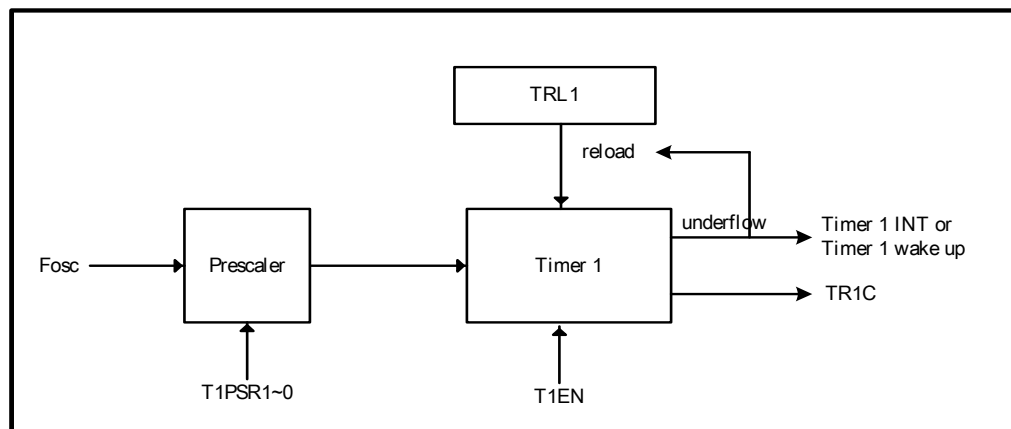 TRL1
reload
underflow
Timer 1 INT or
Timer 1 wake up
Fosc
Prescaler
Timer 1
TR1C
T1PSR1~0
T1EN